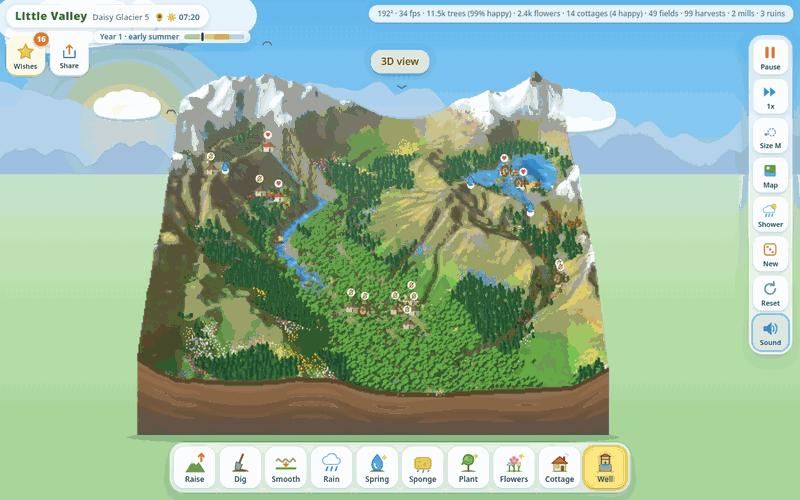 Little Valley Daisy Glacier 5 07:20
192² · 34 fps · 11.5k trees (99% happy) · 2.4k flowers · 14 cottages (4 happy) · 49 fields · 99 harvests · 2 mills · 3 ruins
Year 1 · early summer
16
Wishes
Share
3D view
Pause
1x
Size M
Map
Shower
New
Reset
Sound
Raise
Dig
Smooth
Rain
Spring
Sponge
Plant
Flowers
Cottage
Well